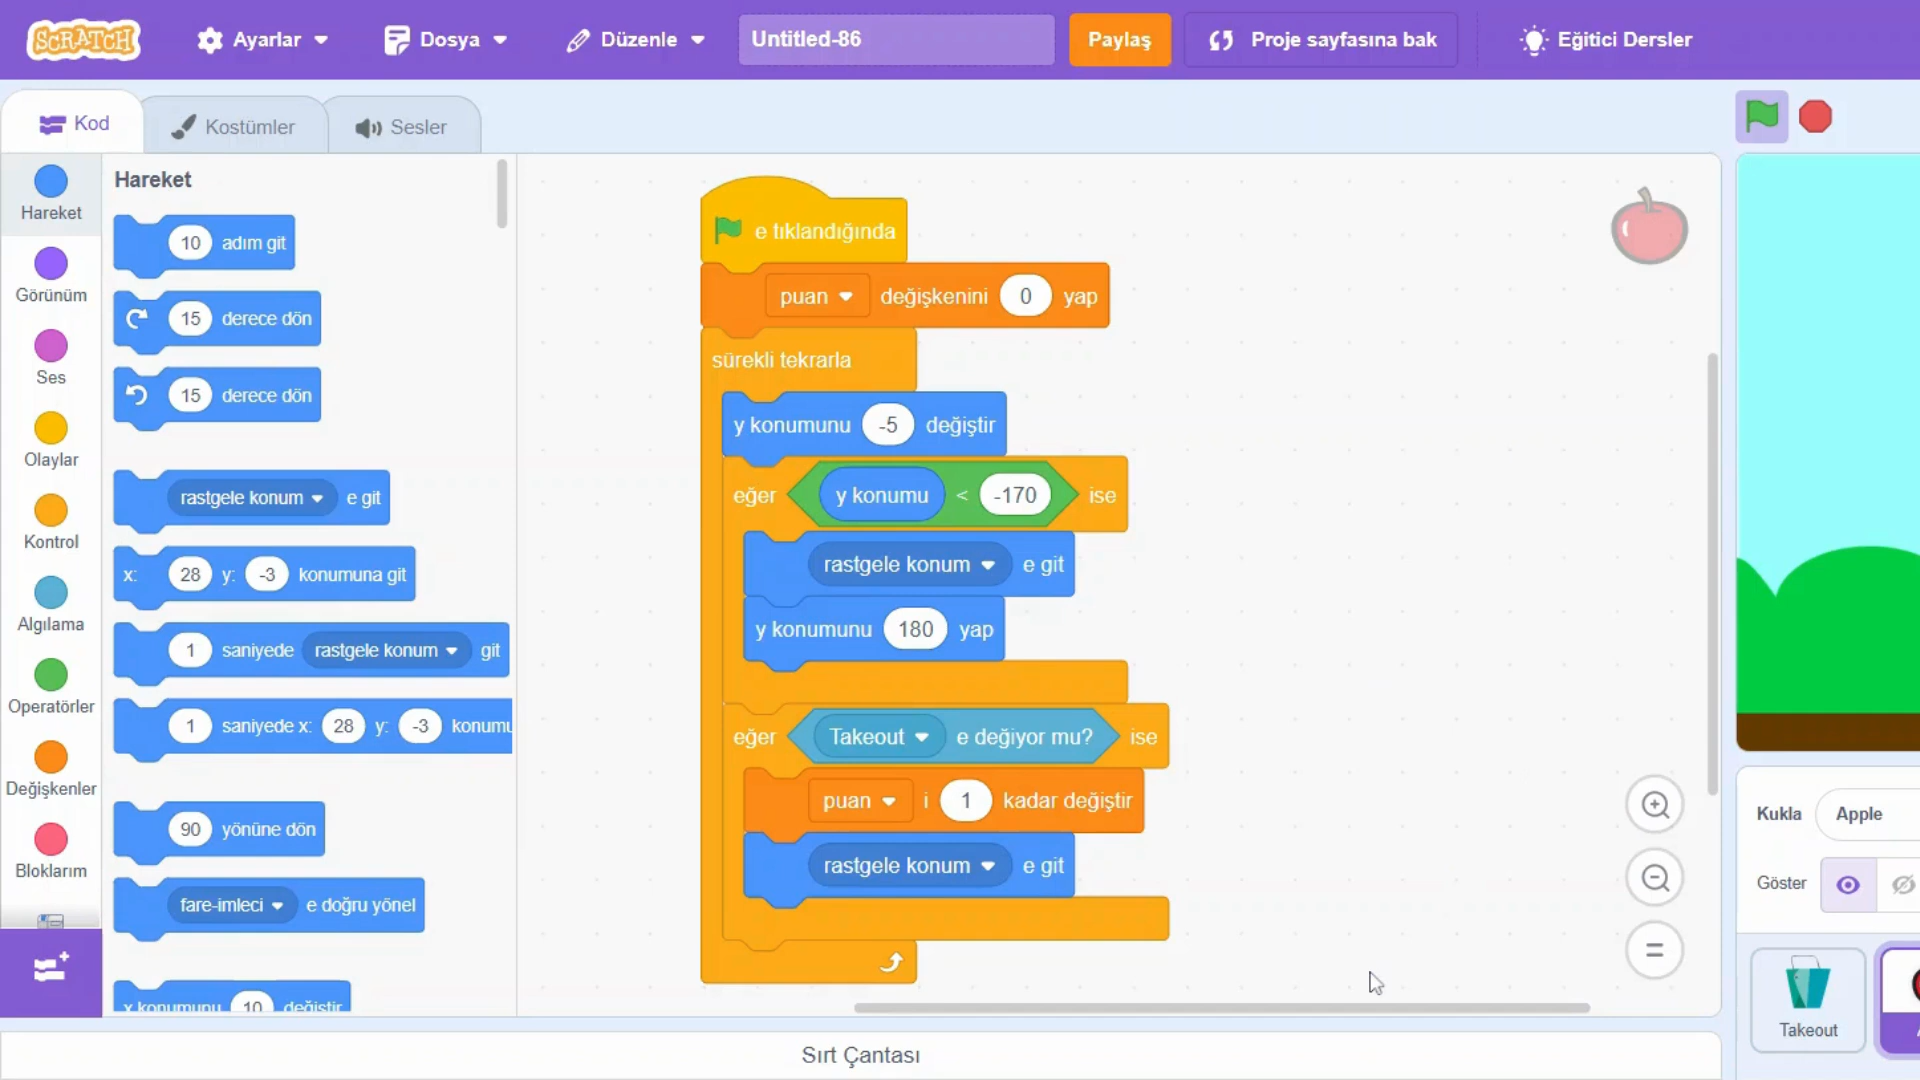 SCRATCH
Ayarlar
Dosya
Düzenle
Untitled-86
Paylaş
Proje sayfasına bak
Eğitici Dersler
Kod
Kostümler
Sesler
Hareket
Görünüm
Ses
Olaylar
Kontrol
Algılama
Operatörler
Değişkenler
Bloklarım
Hareket
10 adım git
15 derece dön
15 derece dön
rastgele konum e git
x: 28 y: -3 konumuna git
1 saniyede rastgele konum git
1 saniyede x: 28 y: -3 konumu
90 yönüne dön
fare-imleci e doğru yönel
x konumunu 10 değiştir
e tıklandığında
puan değişkenini 0 yap
sürekli tekrarla
y konumunu -5 değiştir
eğer y konumu < -170 ise
rastgele konum e git
y konumunu 180 yap
eğer Takeout e değiyor mu? ise
puan i 1 kadar değiştir
rastgele konum e git
Kukla Apple
Göster
Takeout
Sırt Çantası